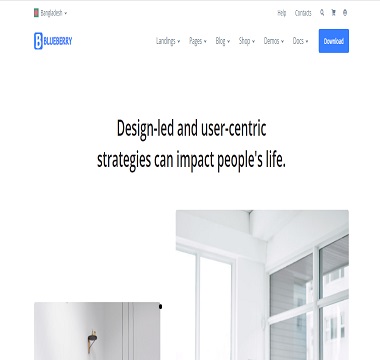 Bangladesh
Help Contacts
BLUEBERRY
Landings Pages Blog Shop Demos Docs Download
Design-led and user-centric
strategies can impact people's life.